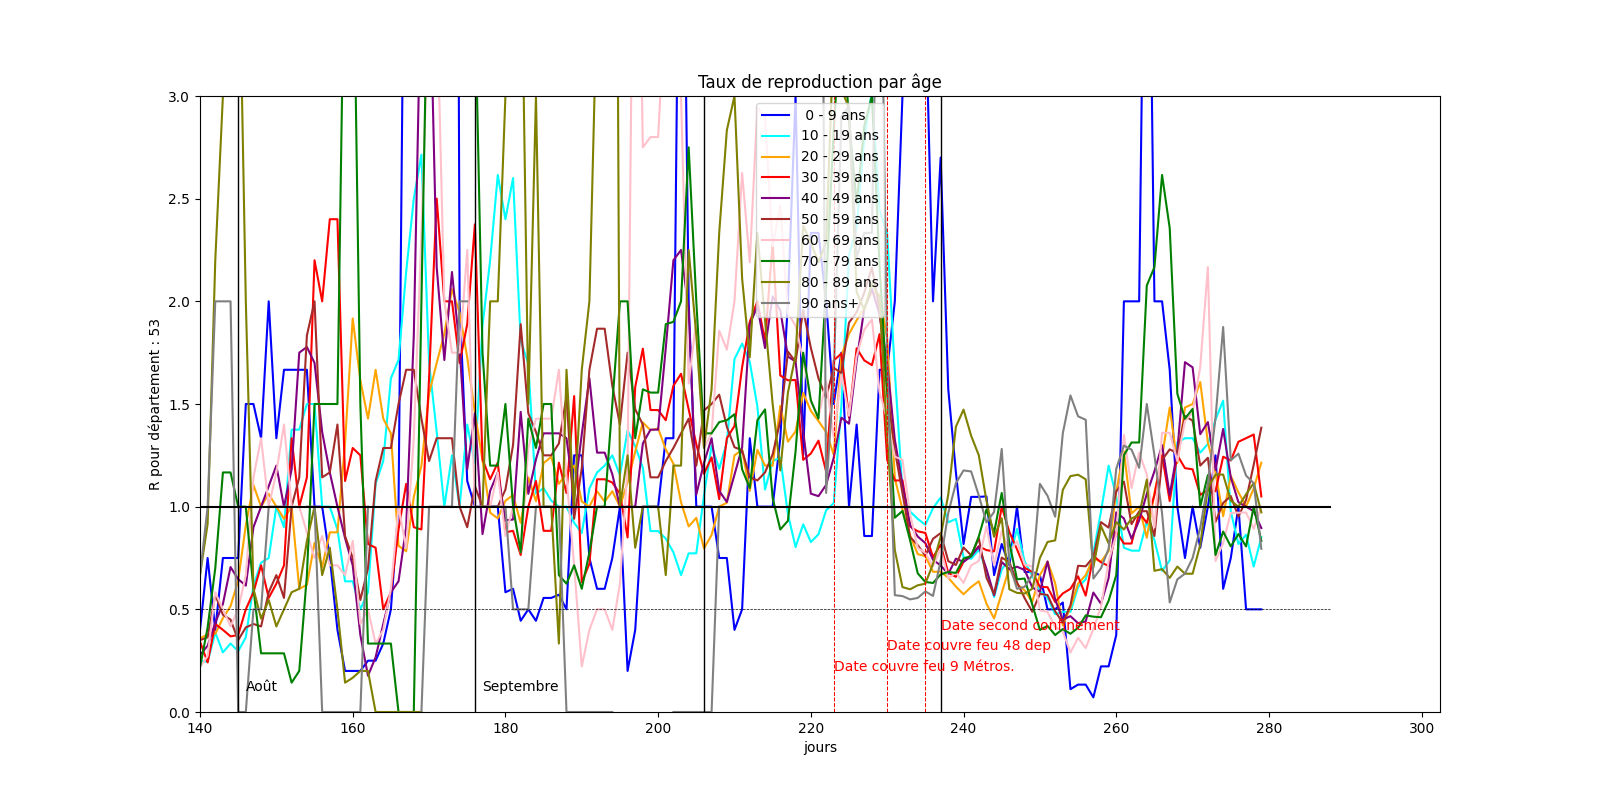 Taux de reproduction par âge
R pour département : 53
3.0
2.5
2.0
1.5
1.0
0.5
0.0
0 - 9 ans
10 - 19 ans
20 - 29 ans
30 - 39 ans
40 - 49 ans
50 - 59 ans
60 - 69 ans
70 - 79 ans
80 - 89 ans
90 ans+
Date second confinement
Date couvre feu 48 dep
Date couvre feu 9 Métros.
Août
Septembre
140
160
180
200
220
240
260
280
300
jours